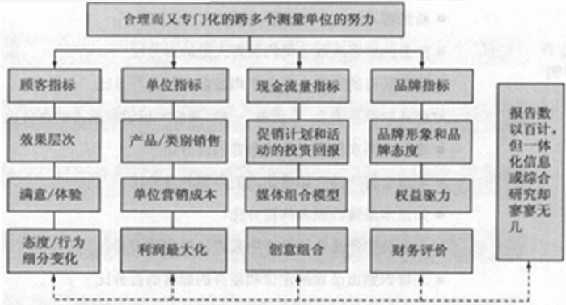 合理而又专门化的跨多个测量单位的努力
顾客指标
单位指标
现金流量指标
品牌指标
效果层次
产品/类别销售
促销计划和活
动的投资回报
品牌形象和品
牌态度
满意/体验
单位营销成本
媒体组合模型
权益驱力
态度/行为
细分变化
利润最大化
创意组合
财务评价
报告数
以百计,
但一体
化信息
或综合
研究却
寥寥无
几